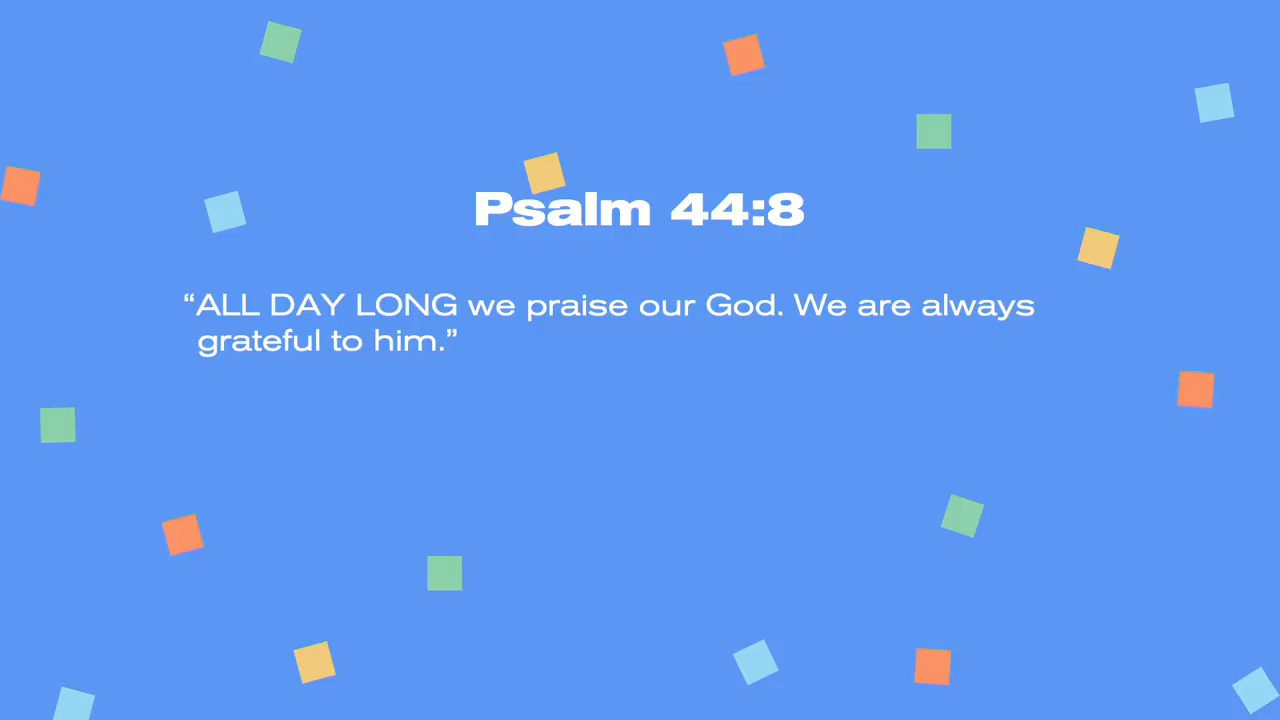 Psalm 44:8
“ALL DAY LONG we praise our God. We are always
grateful to him.”